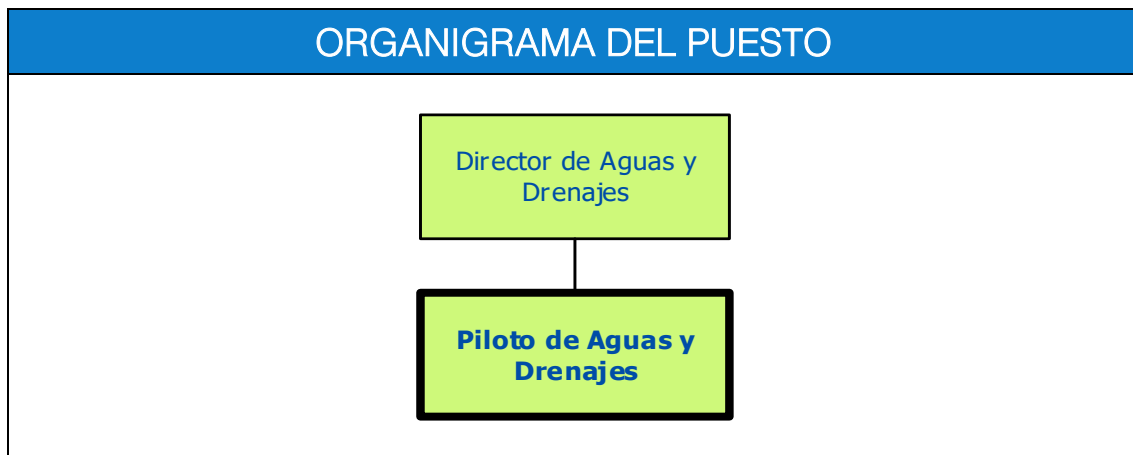 ORGANIGRAMA DEL PUESTO
Director de Aguas y
Drenajes
Piloto de Aguas y
Drenajes